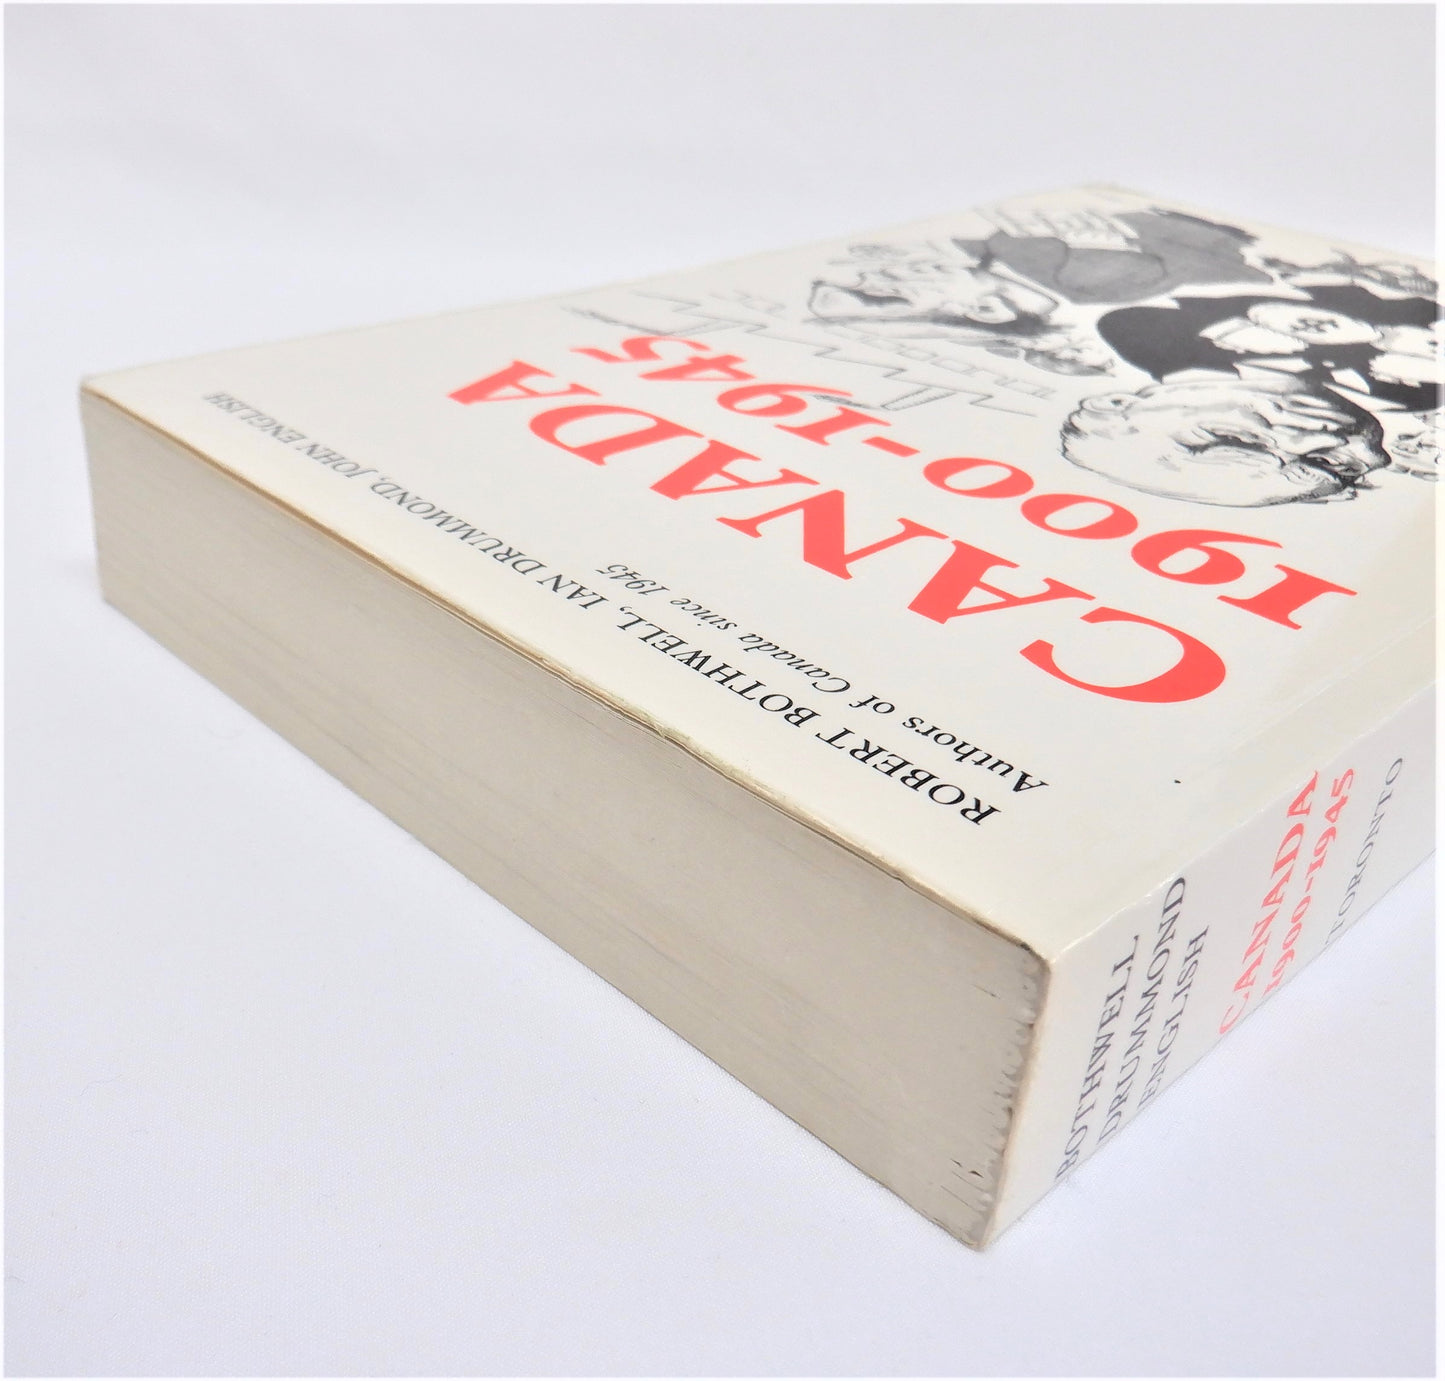 ROBERT BOTHWELL, IAN DRUMMOND, JOHN ENGLISH
Authors of Canada since 1945
CANADA
1900-1945
BOTHWELL
DRUMMOND
ENGLISH
CANADA
1900-1945
TORONTO